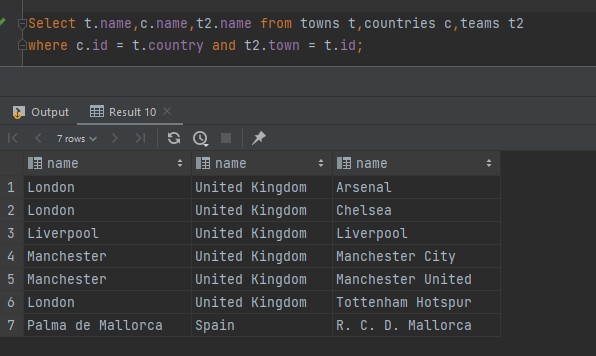 Select t.name,c.name,t2.name from towns t,countries c,teams t2
where c.id = t.country and t2.town = t.id;
Output Result 10
7 rows
name name name
1 London United Kingdom Arsenal
2 London United Kingdom Chelsea
3 Liverpool United Kingdom Liverpool
4 Manchester United Kingdom Manchester City
5 Manchester United Kingdom Manchester United
6 London United Kingdom Tottenham Hotspur
7 Palma de Mallorca Spain R. C. D. Mallorca